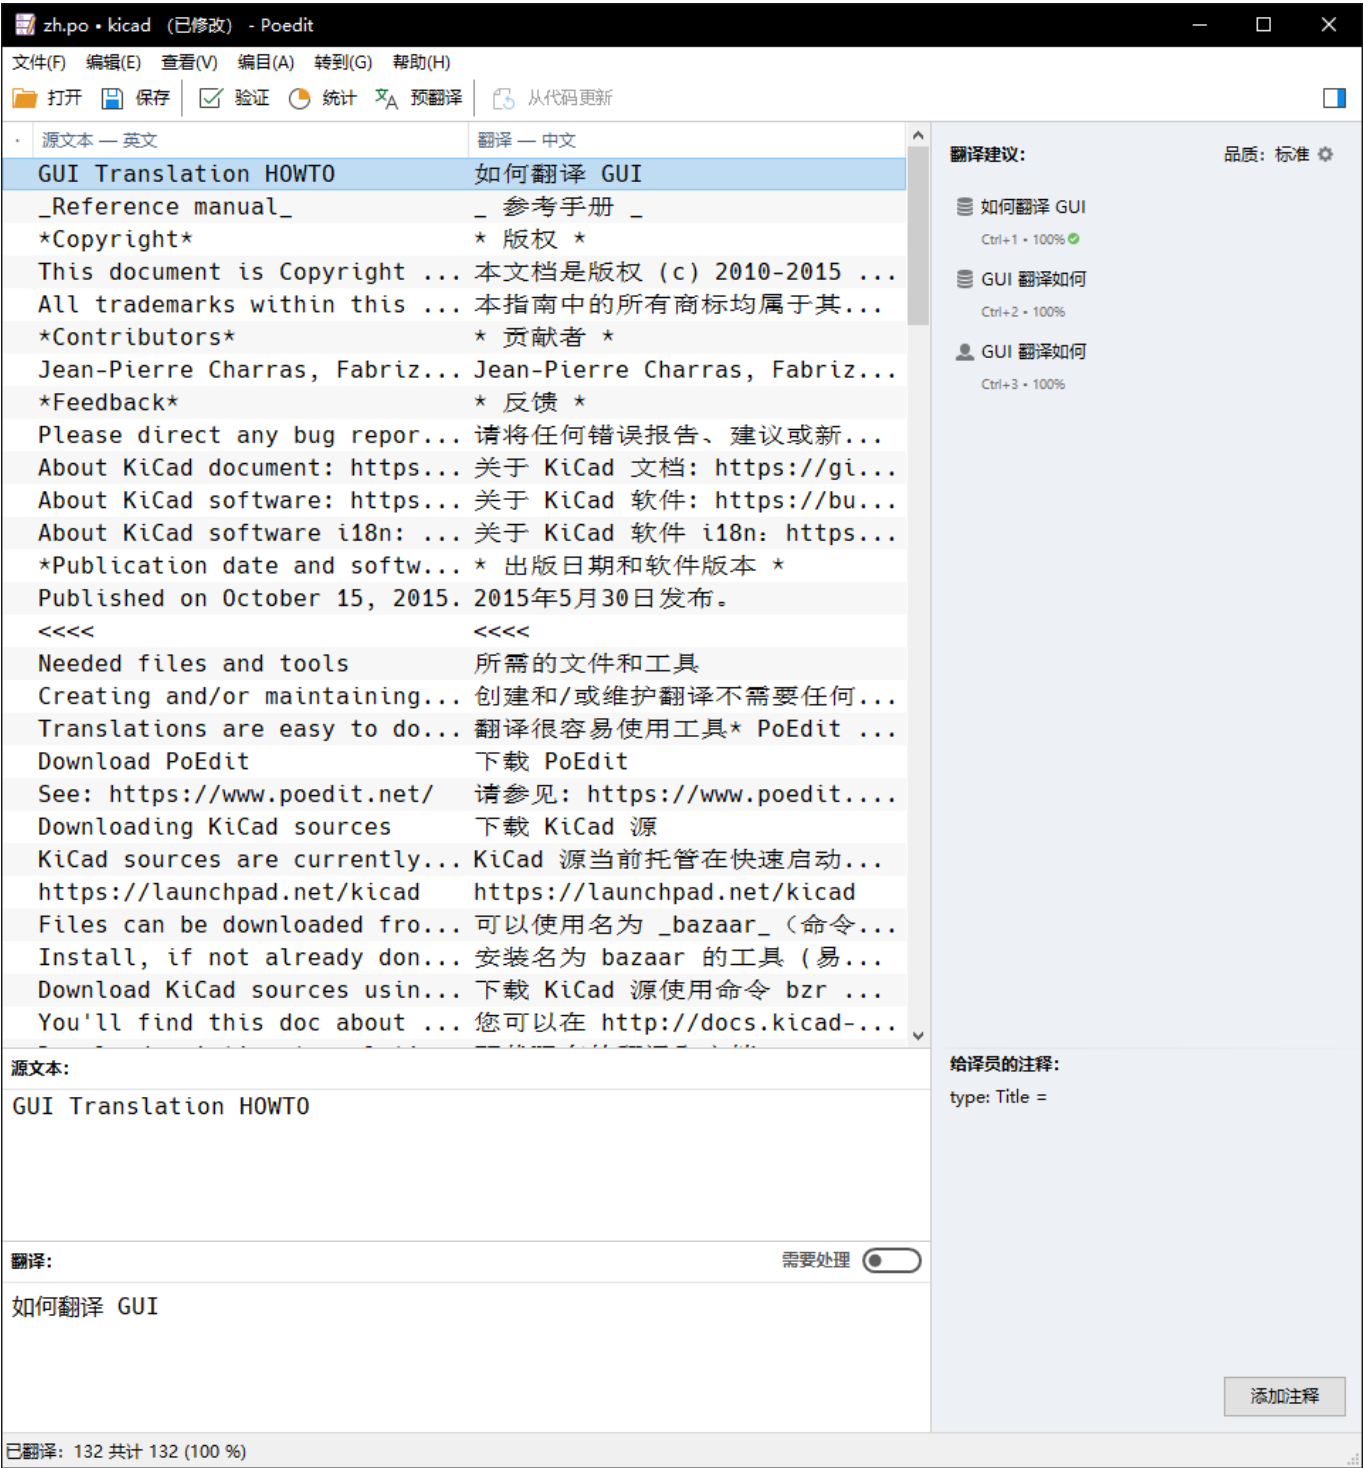 zh.po • kicad （已修改） - Poedit
文件(F) 编辑(E) 查看(V) 编目(A) 转到(G) 帮助(H)
打开 保存 验证 统计 预翻译 从代码更新
· 源文本 — 英文 翻译 — 中文
GUI Translation HOWTO 如何翻译 GUI
_Reference manual_ _ 参考手册 _
*Copyright* * 版权 *
This document is Copyright ... 本文档是版权 (c) 2010-2015 ...
All trademarks within this ... 本指南中的所有商标均属于其...
*Contributors* * 贡献者 *
Jean-Pierre Charras, Fabriz... Jean-Pierre Charras, Fabriz...
*Feedback* * 反馈 *
Please direct any bug repor... 请将任何错误报告、建议或新...
About KiCad document: https... 关于 KiCad 文档: https://gi...
About KiCad software: https... 关于 KiCad 软件: https://bu...
About KiCad software i18n: ... 关于 KiCad 软件 i18n：https...
*Publication date and softw... * 出版日期和软件版本 *
Published on October 15, 2015. 2015年5月30日发布。
<<<< <<<<
Needed files and tools 所需的文件和工具
Creating and/or maintaining... 创建和/或维护翻译不需要任何...
Translations are easy to do... 翻译很容易使用工具* PoEdit ...
Download PoEdit 下载 PoEdit
See: https://www.poedit.net/ 请参见: https://www.poedit....
Downloading KiCad sources 下载 KiCad 源
KiCad sources are currently... KiCad 源当前托管在快速启动...
https://launchpad.net/kicad https://launchpad.net/kicad
Files can be downloaded fro... 可以使用名为 _bazaar_（命令...
Install, if not already don... 安装名为 bazaar 的工具 (易...
Download KiCad sources usin... 下载 KiCad 源使用命令 bzr ...
You'll find this doc about ... 您可以在 http://docs.kicad-...
源文本:
GUI Translation HOWTO
翻译: 需要处理
如何翻译 GUI
翻译建议: 品质: 标准
如何翻译 GUI
Ctrl+1 • 100%
GUI 翻译如何
Ctrl+2 • 100%
GUI 翻译如何
Ctrl+3 • 100%
给译员的注释:
type: Title =
添加注释
已翻译: 132 共计 132 (100 %)